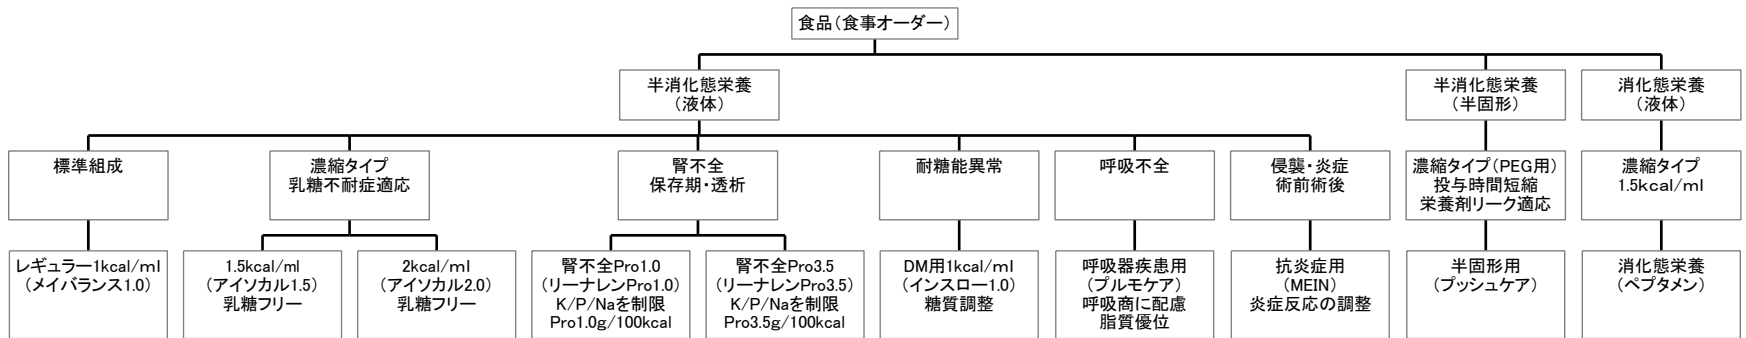 食品(食事オーダー)
半消化態栄養
(液体)
半消化態栄養
(半固形)
消化態栄養
(液体)
標準組成
濃縮タイプ
乳糖不耐症適応
腎不全
保存期・透析
耐糖能異常
呼吸不全
侵襲・炎症
術前術後
濃縮タイプ(PEG用)
投与時間短縮
栄養剤リーク適応
濃縮タイプ
1.5kcal/ml
レギュラー1kcal/ml
(メイバランス1.0)
1.5kcal/ml
(アイソカル1.5)
乳糖フリー
2kcal/ml
(アイソカル2.0)
乳糖フリー
腎不全Pro1.0
(リーナレンPro1.0)
K/P/Naを制限
Pro1.0g/100kcal
腎不全Pro3.5
(リーナレンPro3.5)
K/P/Naを制限
Pro3.5g/100kcal
DM用1kcal/ml
(インスロー1.0)
糖質調整
呼吸器疾患用
(プルモケア)
呼吸商に配慮
脂質優位
抗炎症用
(MEIN)
炎症反応の調整
半固形用
(プッシュケア)
消化態栄養
(ペプタメン)